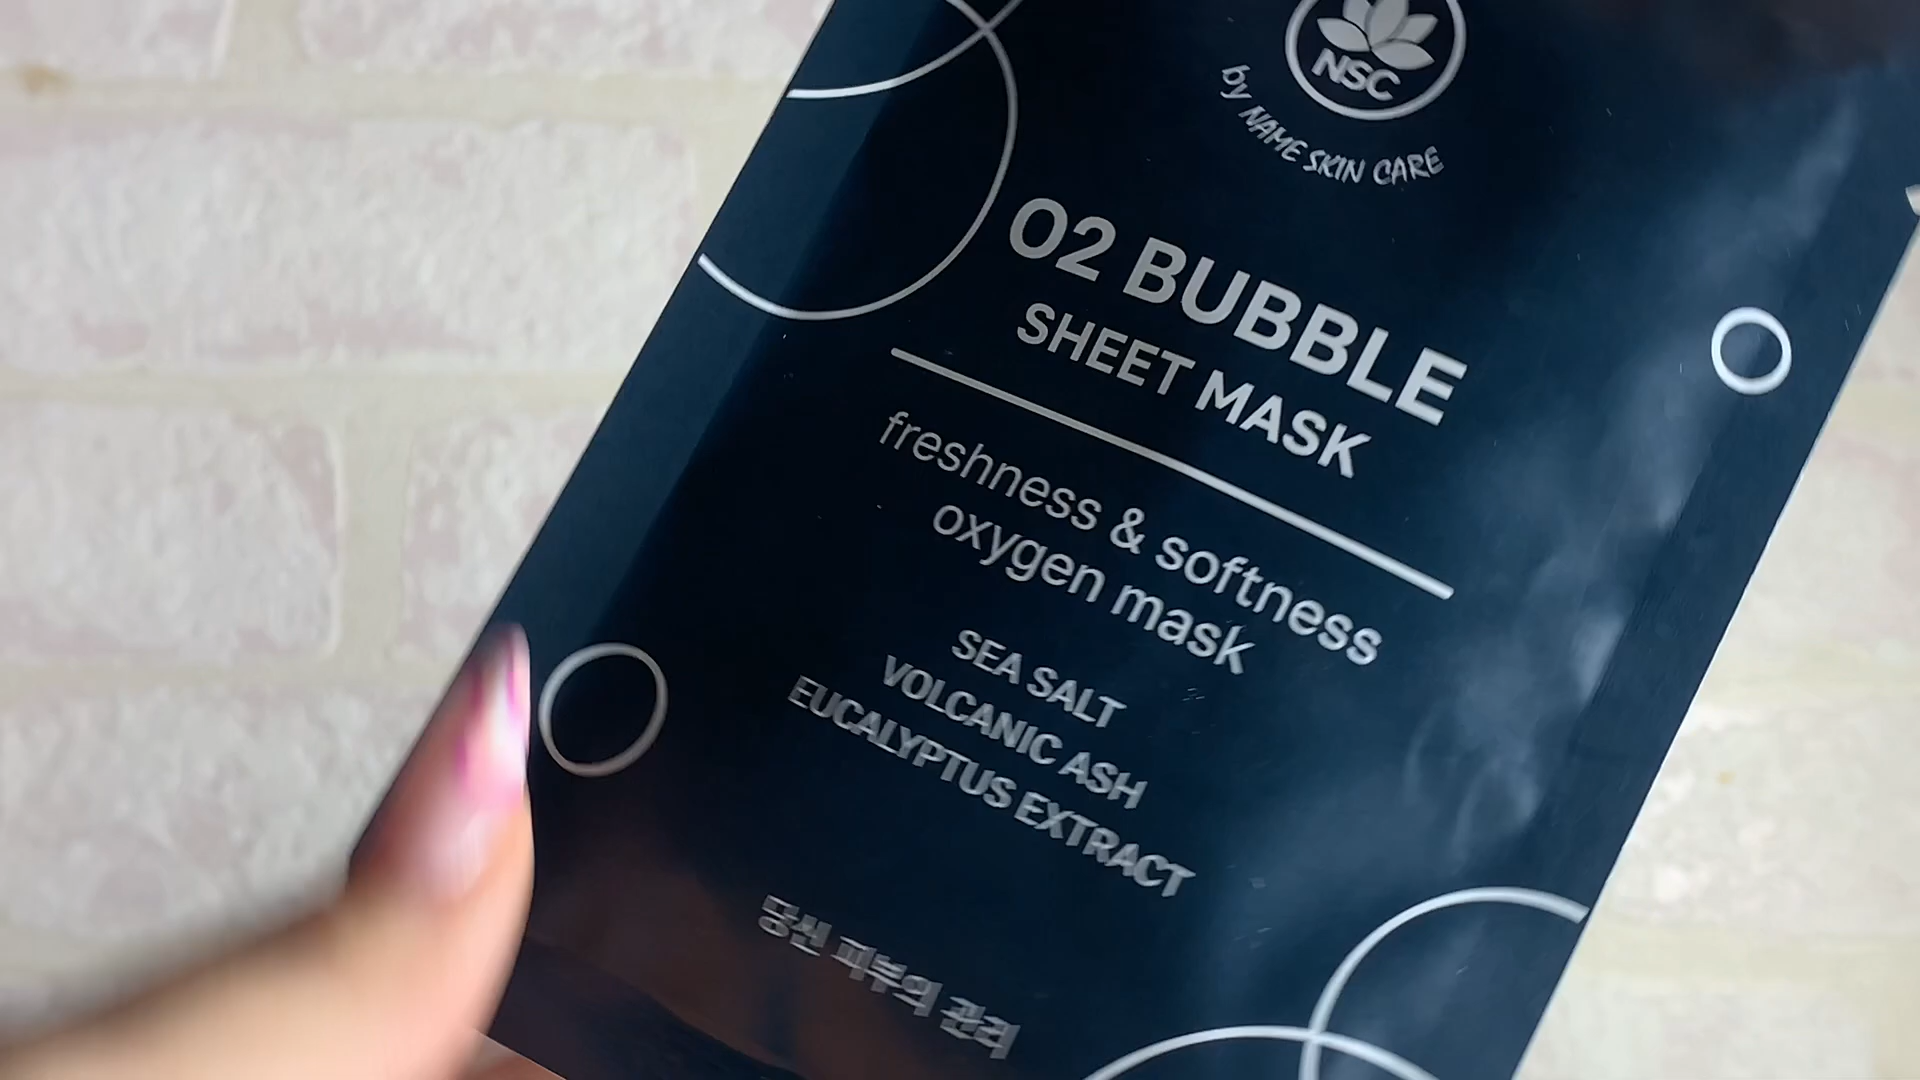 NSC
by NAME SKIN CARE
O2 BUBBLE
SHEET MASK
freshness & softness
oxygen mask
SEA SALT
VOLCANIC ASH
EUCALYPTUS EXTRACT
당신 피부의 관리